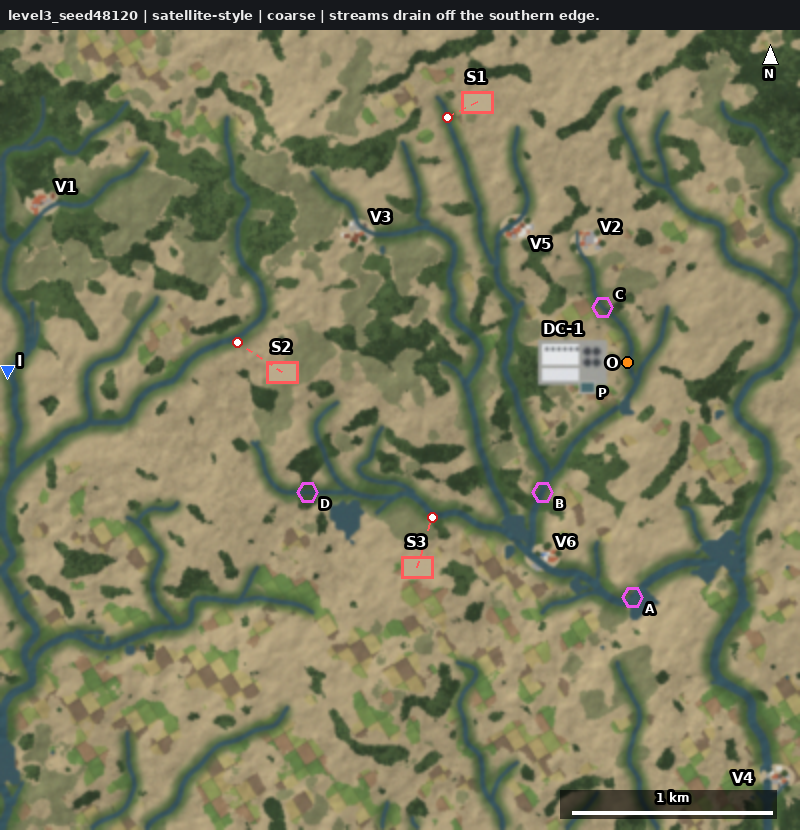 level3_seed48120 | satellite-style | coarse | streams drain off the southern edge.
N
S1
V1
V3
V5
V2
C
DC-1
I
S2
O
P
D
B
S3
V6
A
V4
1 km